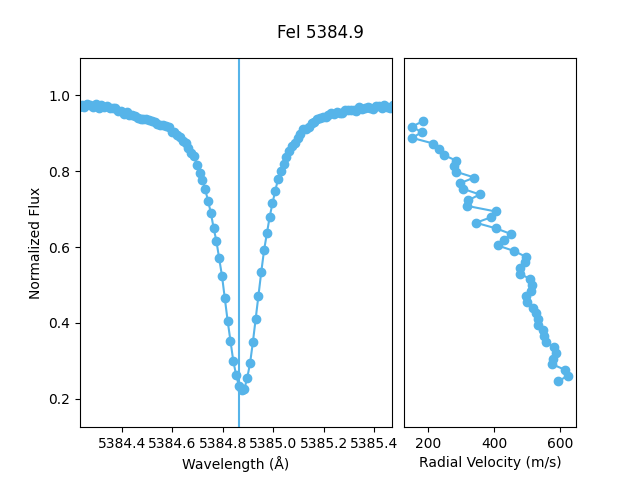 FeI 5384.9
Normalized Flux
1.0
0.8
0.6
0.4
0.2
5384.4 5384.6 5384.8 5385.0 5385.2 5385.4
Wavelength (Å)
200 400 600
Radial Velocity (m/s)